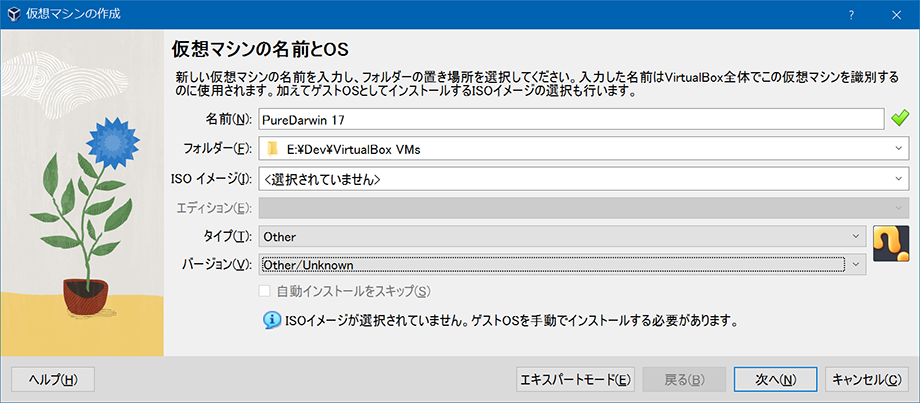 仮想マシンの作成
仮想マシンの名前とOS
新しい仮想マシンの名前を入力し、フォルダーの置き場所を選択してください。入力した名前はVirtualBox全体でこの仮想マシンを識別する
のに使用されます。加えてゲストOSとしてインストールするISOイメージの選択も行います。
名前(N): PureDarwin 17
フォルダー(F): E:¥Dev¥VirtualBox VMs
ISO イメージ(I): <選択されていません>
エディション(E):
タイプ(T): Other
バージョン(V): Other/Unknown
自動インストールをスキップ(S)
ISOイメージが選択されていません。ゲストOSを手動でインストールする必要があります。
ヘルプ(H) エキスパートモード(E) 戻る(B) 次へ(N) キャンセル(C)